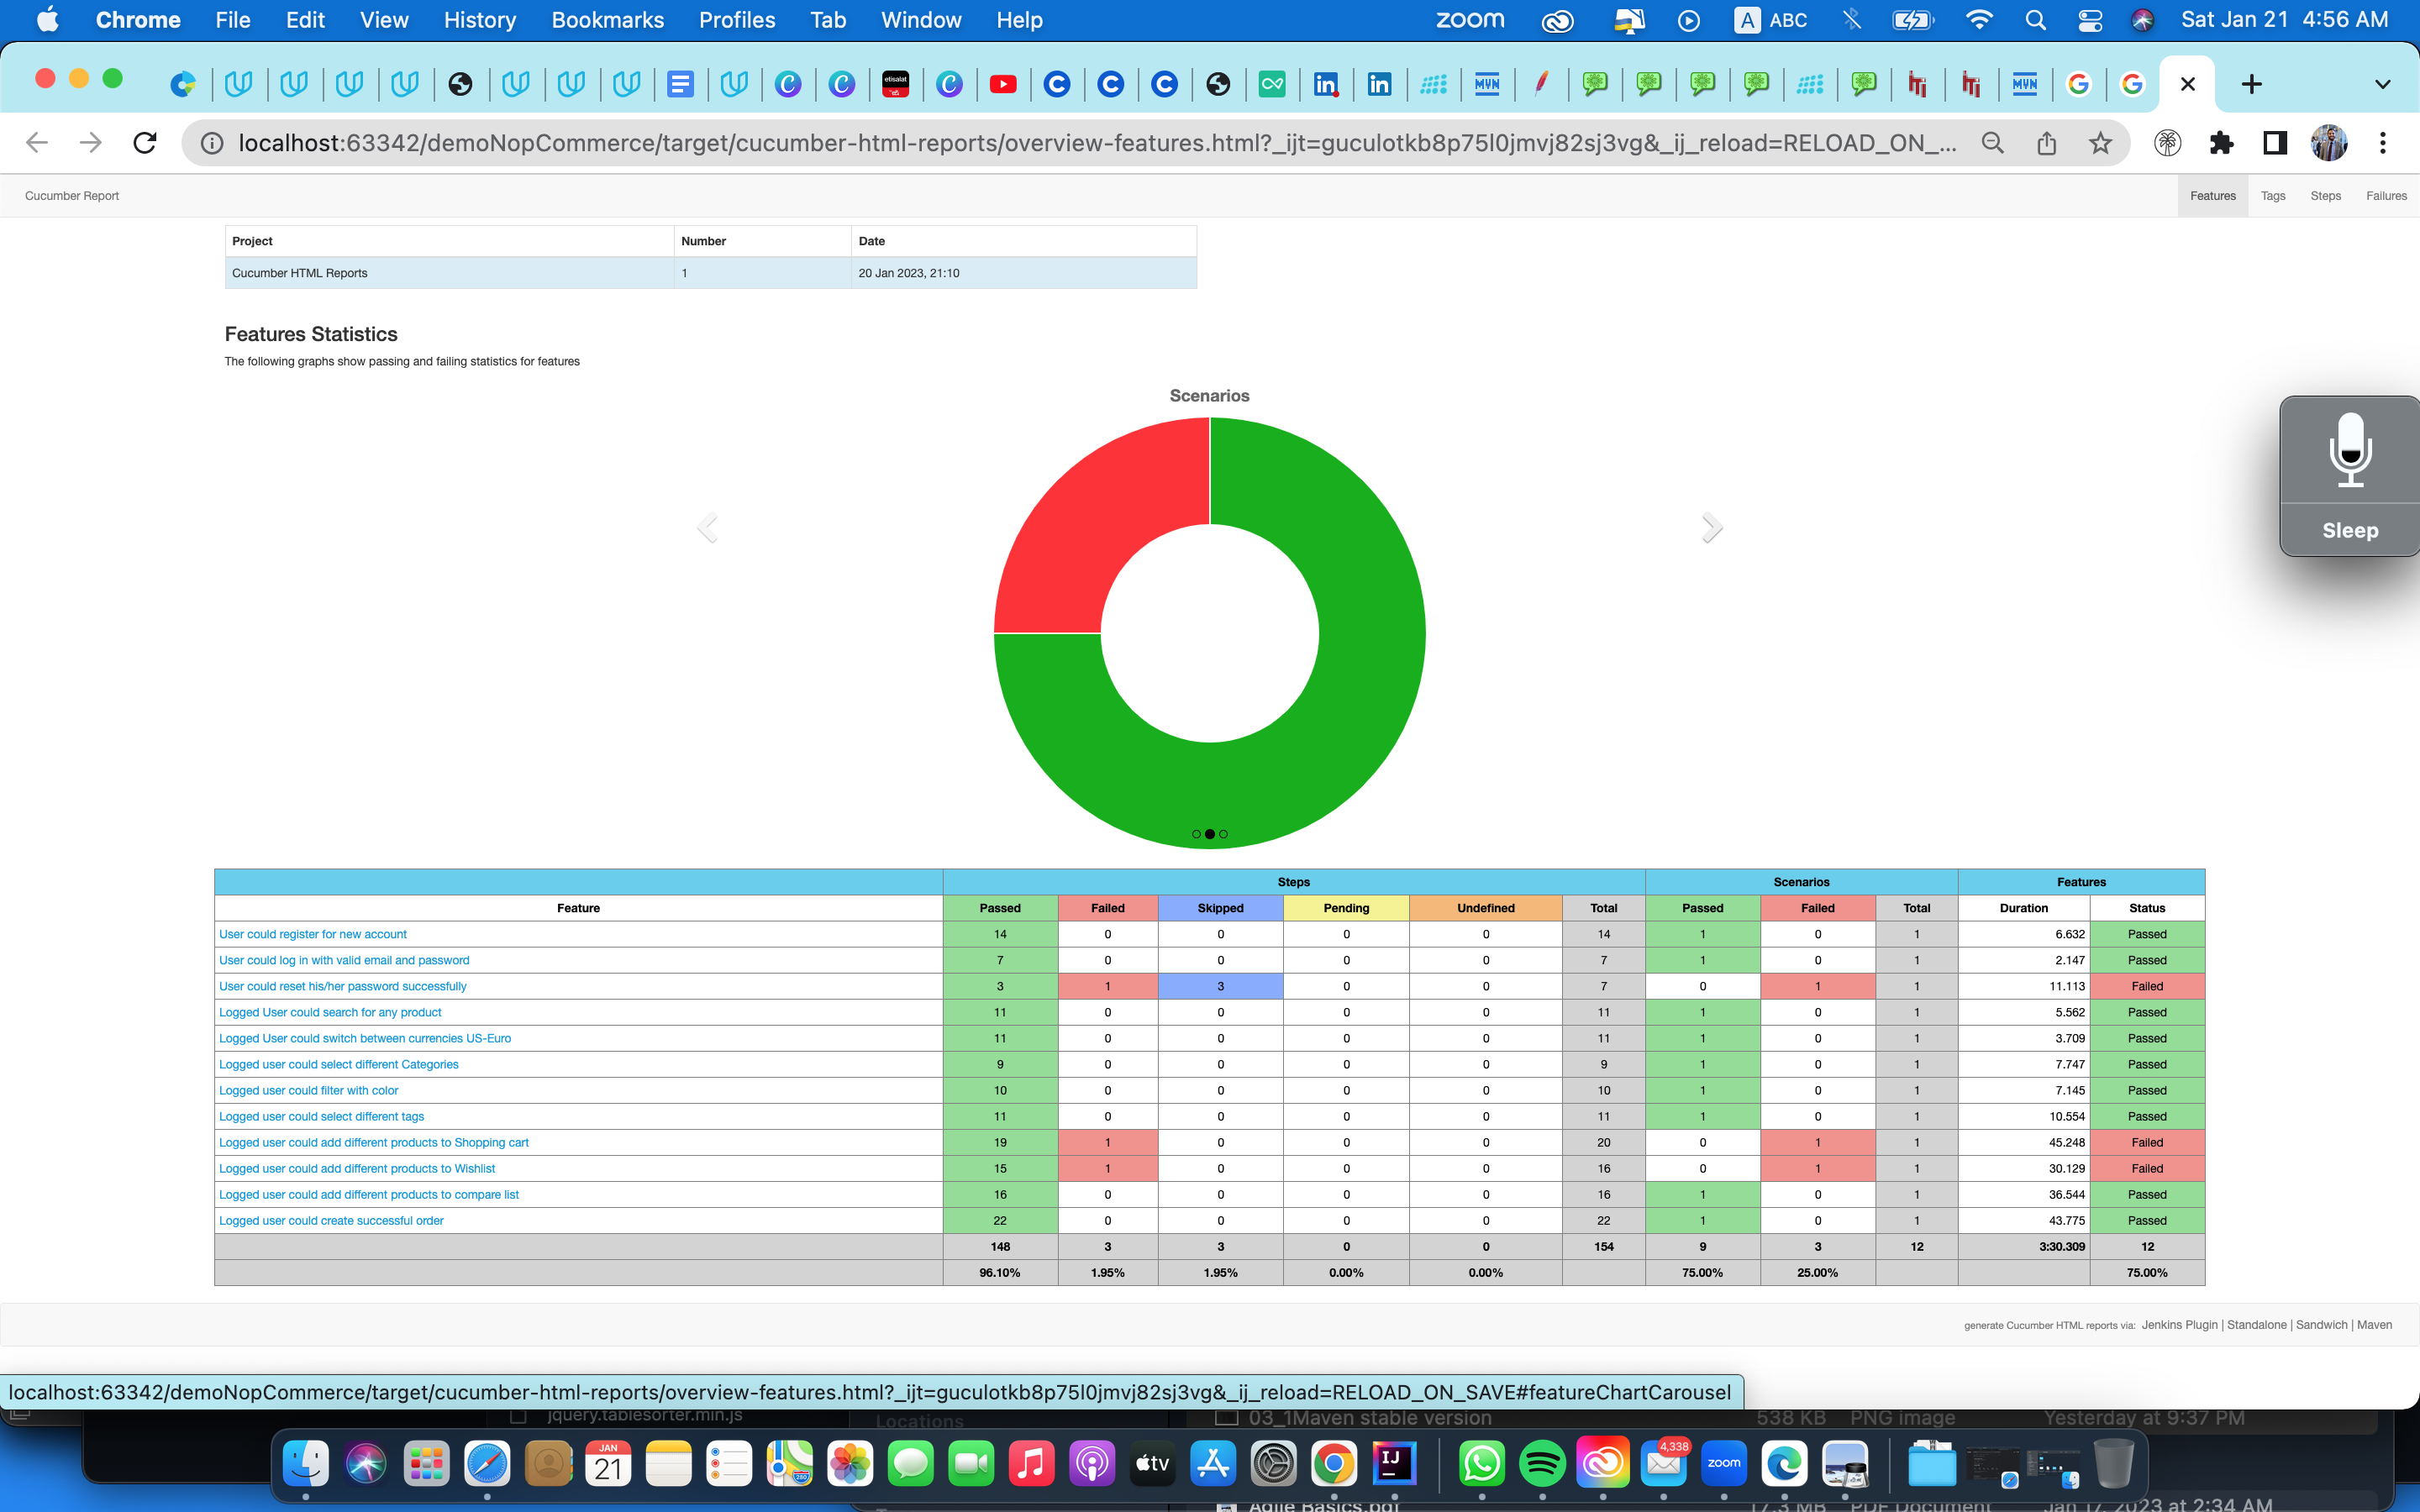 Chrome File Edit View History Bookmarks Profiles Tab Window Help zoom A ABC Sat Jan 21 4:56 AM
localhost:63342/demoNopCommerce/target/cucumber-html-reports/overview-features.html?_ijt=guculotkb8p75l0jmvj82sj3vg&_ij_reload=RELOAD_ON_...
Cucumber Report Features Tags Steps Failures
Project Number Date
Cucumber HTML Reports 1 20 Jan 2023, 21:10
Features Statistics
The following graphs show passing and failing statistics for features
Scenarios
Sleep
Steps Scenarios Features
Feature Passed Failed Skipped Pending Undefined Total Passed Failed Total Duration Status
User could register for new account 14 0 0 0 0 14 1 0 1 6.632 Passed
User could log in with valid email and password 7 0 0 0 0 7 1 0 1 2.147 Passed
User could reset his/her password successfully 3 1 3 0 0 7 0 1 1 11.113 Failed
Logged User could search for any product 11 0 0 0 0 11 1 0 1 5.562 Passed
Logged User could switch between currencies US-Euro 11 0 0 0 0 11 1 0 1 3.709 Passed
Logged user could select different Categories 9 0 0 0 0 9 1 0 1 7.747 Passed
Logged user could filter with color 10 0 0 0 0 10 1 0 1 7.145 Passed
Logged user could select different tags 11 0 0 0 0 11 1 0 1 10.554 Passed
Logged user could add different products to Shopping cart 19 1 0 0 0 20 0 1 1 45.248 Failed
Logged user could add different products to Wishlist 15 1 0 0 0 16 0 1 1 30.129 Failed
Logged user could add different products to compare list 16 0 0 0 0 16 1 0 1 36.544 Passed
Logged user could create successful order 22 0 0 0 0 22 1 0 1 43.775 Passed
148 3 3 0 0 154 9 3 12 3:30.309 12
96.10% 1.95% 1.95% 0.00% 0.00% 75.00% 25.00% 75.00%
generate Cucumber HTML reports via: Jenkins Plugin | Standalone | Sandwich | Maven
localhost:63342/demoNopCommerce/target/cucumber-html-reports/overview-features.html?_ijt=guculotkb8p75l0jmvj82sj3vg&_ij_reload=RELOAD_ON_SAVE#featureChartCarousel
jquery.tablesorter.min.js Locations 03_1Maven stable version 538 KB PNG image Yesterday at 9:37 PM
JAN 21 tv IJ 4,338 zoom
Agile Basics.pdf 17.3 MB PDF Document Jan 17, 2023 at 2:34 AM